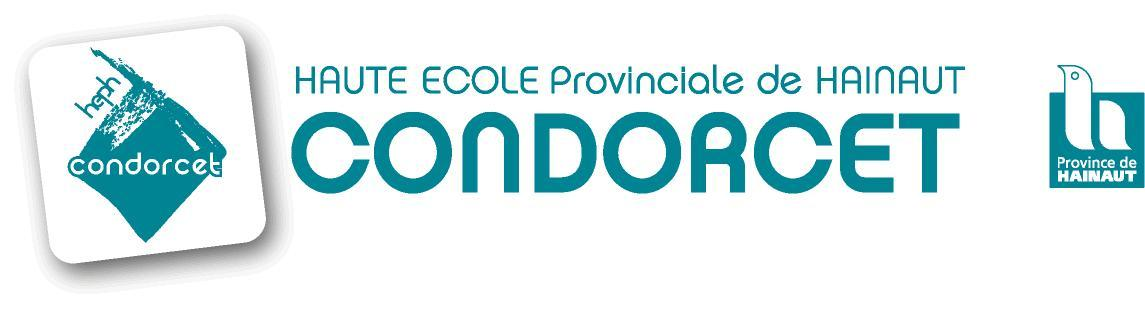 heph
condorcet
HAUTE ECOLE Provinciale de HAINAUT
CONDORCET
Province de
HAINAUT